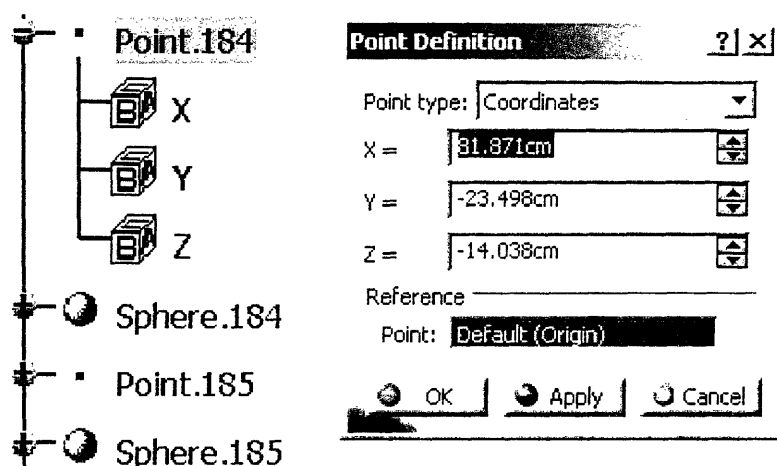 Point.184
X
Y
Z
Sphere.184
Point.185
Sphere.185
Point Definition
Point type: Coordinates
X = 31.871cm
Y = -23.498cm
Z = -14.038cm
Reference
Point: Default (Origin)
OK Apply Cancel